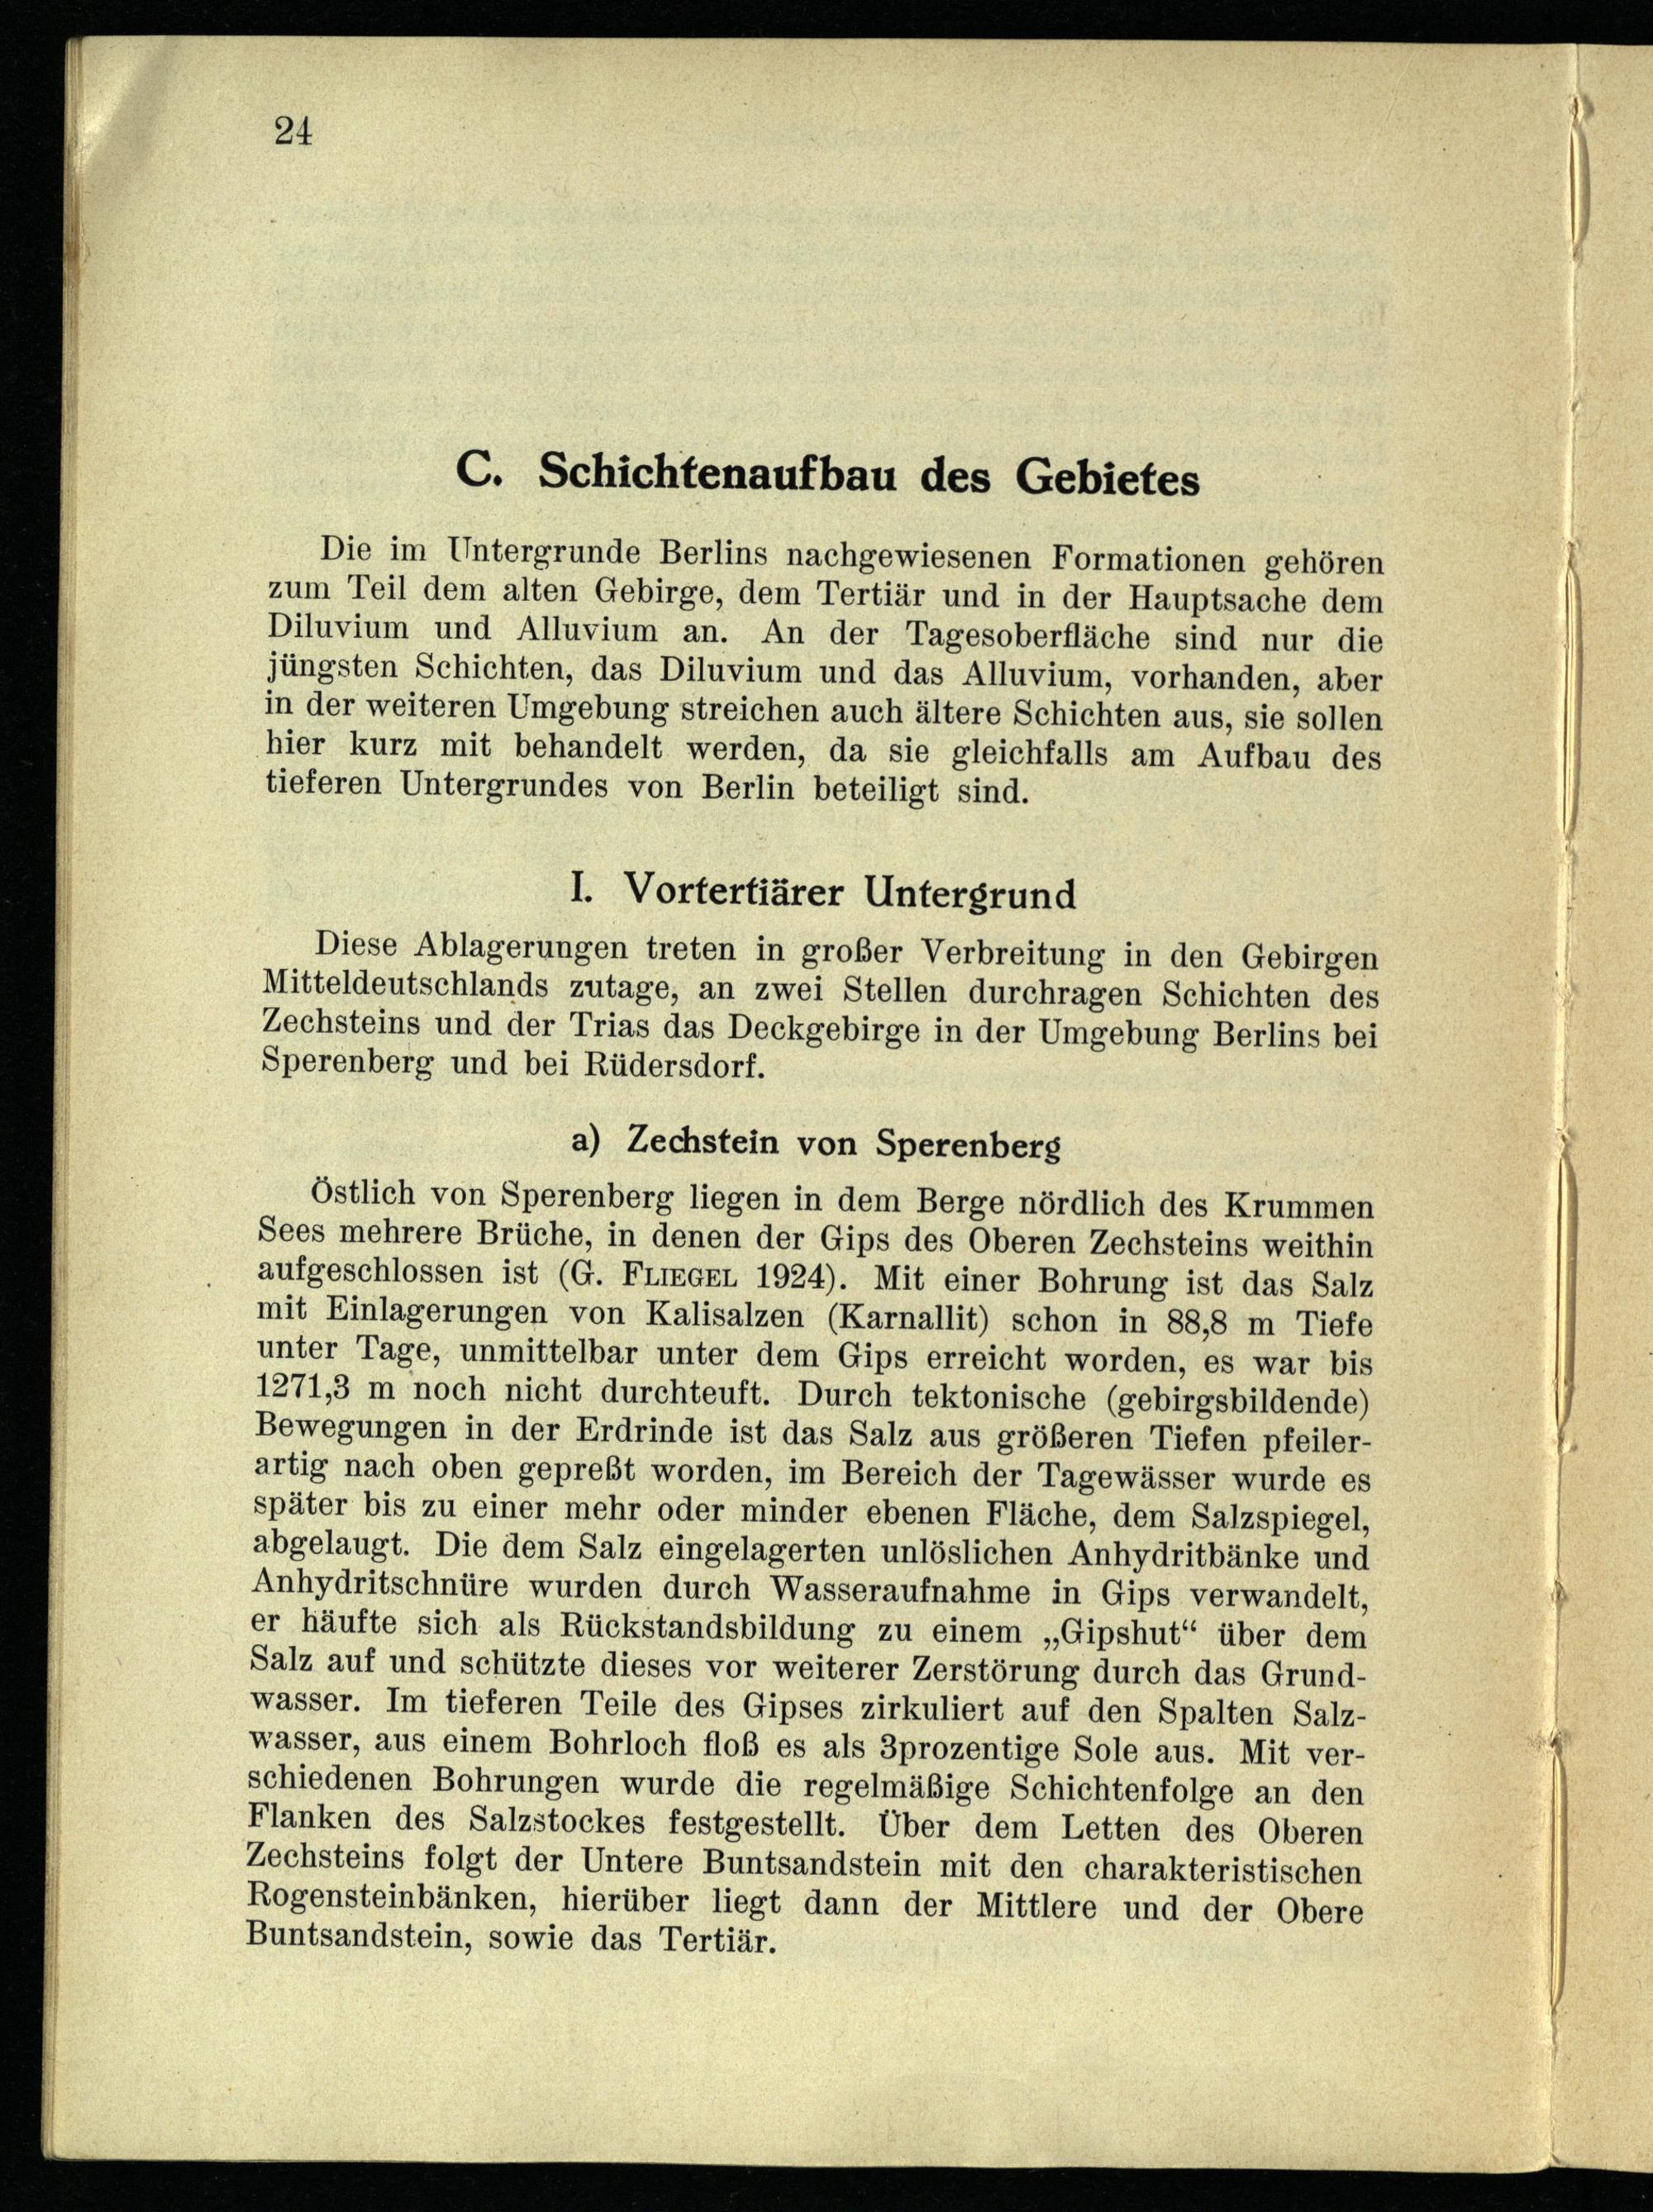 24
C. Schichtenaufbau des Gebietes
Die im Untergrunde Berlins nachgewiesenen Formationen gehören
zum Teil dem alten Gebirge, dem Tertiär und in der Hauptsache dem
Diluvium und Alluvium an. An der Tagesoberfläche sind nur die
jüngsten Schichten, das Diluvium und das Alluvium, vorhanden, aber
in der weiteren Umgebung streichen auch ältere Schichten aus, sie sollen
hier kurz mit behandelt werden, da sie gleichfalls am Aufbau des
tieferen Untergrundes von Berlin beteiligt sind.
I. Vortertiärer Untergrund
Diese Ablagerungen treten in großer Verbreitung in den Gebirgen
Mitteldeutschlands zutage, an zwei Stellen durchragen Schichten des
Zechsteins und der Trias das Deckgebirge in der Umgebung Berlins bei
Sperenberg und bei Rüdersdorf.
a) Zechstein von Sperenberg
Östlich von Sperenberg liegen in dem Berge nördlich des Krummen
Sees mehrere Brüche, in denen der Gips des Oberen Zechsteins weithin
aufgeschlossen ist (G. FLIEGEL 1924). Mit einer Bohrung ist das Salz
mit Einlagerungen von Kalisalzen (Karnallit) schon in 88,8 m Tiefe
unter Tage, unmittelbar unter dem Gips erreicht worden, es war bis
1271,3 m noch nicht durchteuft. Durch tektonische (gebirgsbildende)
Bewegungen in der Erdrinde ist das Salz aus größeren Tiefen pfeiler-
artig nach oben gepreßt worden, im Bereich der Tagewässer wurde es
später bis zu einer mehr oder minder ebenen Fläche, dem Salzspiegel,
abgelaugt. Die dem Salz eingelagerten unlöslichen Anhydritbänke und
Anhydritschnüre wurden durch Wasseraufnahme in Gips verwandelt,
er häufte sich als Rückstandsbildung zu einem „Gipshut“ über dem
Salz auf und schützte dieses vor weiterer Zerstörung durch das Grund-
wasser. Im tieferen Teile des Gipses zirkuliert auf den Spalten Salz-
wasser, aus einem Bohrloch floß es als 3prozentige Sole aus. Mit ver-
schiedenen Bohrungen wurde die regelmäßige Schichtenfolge an den
Flanken des Salzstockes festgestellt. Über dem Letten des Oberen
Zechsteins folgt der Untere Buntsandstein mit den charakteristischen
Rogensteinbänken, hierüber liegt dann der Mittlere und der Obere
Buntsandstein, sowie das Tertiär.